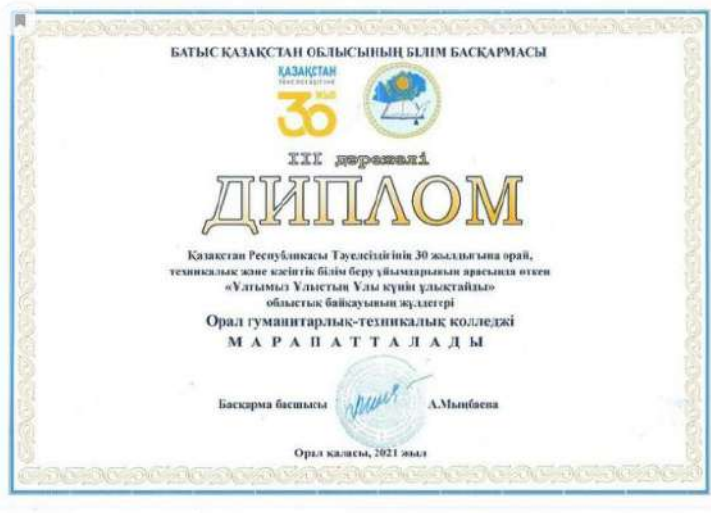 БАТЫС ҚАЗАҚСТАН ОБЛЫСЫНЫҢ БІЛІМ БАСҚАРМАСЫ
ҚАЗАҚСТАН
ТӘУЕЛСІЗДІГІНЕ
30 ЖЫЛ
III дәрежелі
ДИПЛОМ
Қазақстан Республикасы Тәуелсіздігінің 30 жылдығына орай,
техникалық және кәсіптік білім беру ұйымдарының арасында өткен
«Ұлтымыз Ұлыстың Ұлы күнін ұлықтайды»
облыстық байқауының жүлдегері
Орал гуманитарлық-техникалық колледжі
МАРАПАТТАЛАДЫ
Басқарма басшысы А.Мыңбаева
Орал қаласы, 2021 жыл